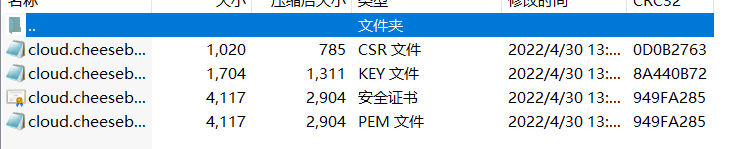 大小 压缩后大小 类型 修改时间 CRC32
.. 文件夹
cloud.cheeseb... 1,020 785 CSR 文件 2022/4/30 13:... 0D0B2763
cloud.cheeseb... 1,704 1,311 KEY 文件 2022/4/30 13:... 8A440B72
cloud.cheeseb... 4,117 2,904 安全证书 2022/4/30 13:... 949FA285
cloud.cheeseb... 4,117 2,904 PEM 文件 2022/4/30 13:... 949FA285